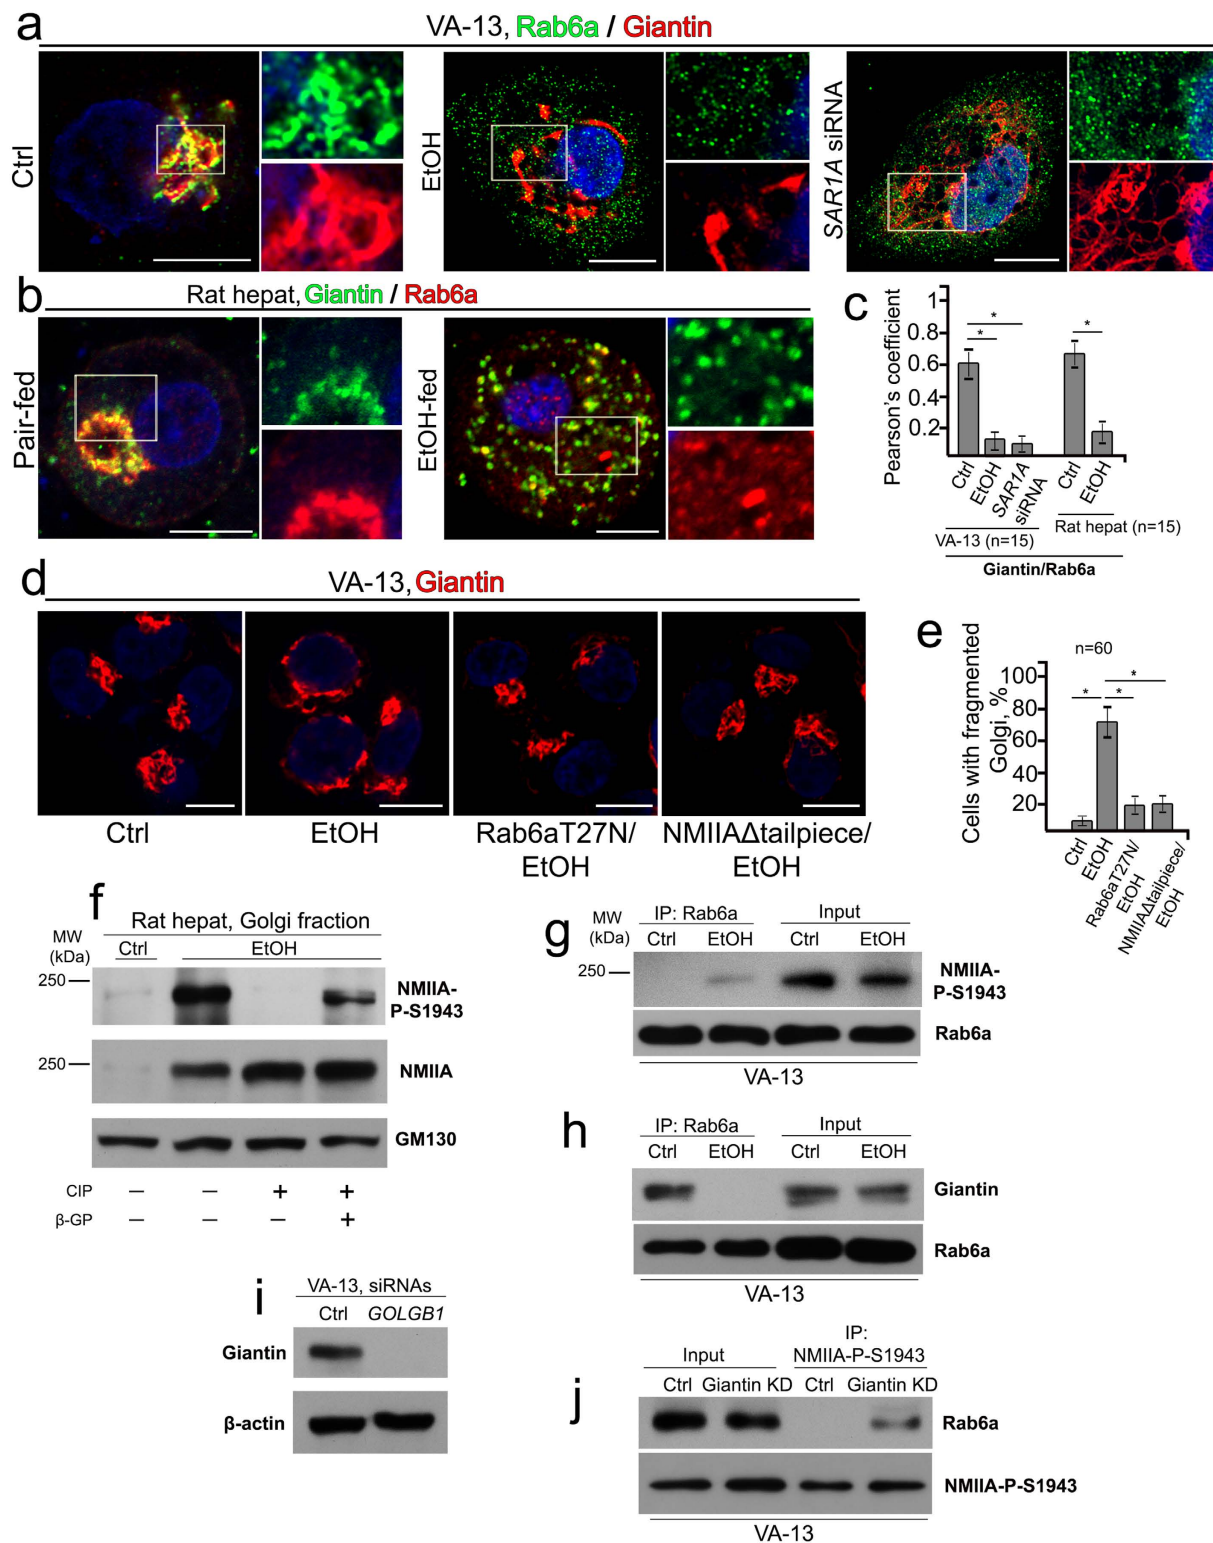 a
VA-13, Rab6a / Giantin
Ctrl
EtOH
SAR1A siRNA
b
Rat hepat, Giantin / Rab6a
Pair-fed
EtOH-fed
c
Pearson's coefficient
1
0.8
0.6
0.4
0.2
* *
*
Ctrl
EtOH
SAR1A
siRNA
Ctrl
EtOH
VA-13 (n=15)
Rat hepat (n=15)
Giantin/Rab6a
d
VA-13, Giantin
Ctrl
EtOH
Rab6aT27N/
EtOH
NMIIAΔtailpiece/
EtOH
e
n=60
Cells with fragmented
Golgi, %
100
80
60
40
20
* * *
Ctrl
EtOH
Rab6aT27N/
EtOH
NMIIAΔtailpiece/
EtOH
f
Rat hepat, Golgi fraction
MW
(kDa)
Ctrl
EtOH
250
NMIIA-
P-S1943
250
NMIIA
GM130
CIP − − + +
β-GP − − − +
g
MW
(kDa)
IP: Rab6a
Input
Ctrl EtOH Ctrl EtOH
250
NMIIA-
P-S1943
Rab6a
VA-13
h
IP: Rab6a
Input
Ctrl EtOH Ctrl EtOH
Giantin
Rab6a
VA-13
i
VA-13, siRNAs
Ctrl GOLGB1
Giantin
β-actin
j
Input
IP:
NMIIA-P-S1943
Ctrl Giantin KD Ctrl Giantin KD
Rab6a
NMIIA-P-S1943
VA-13